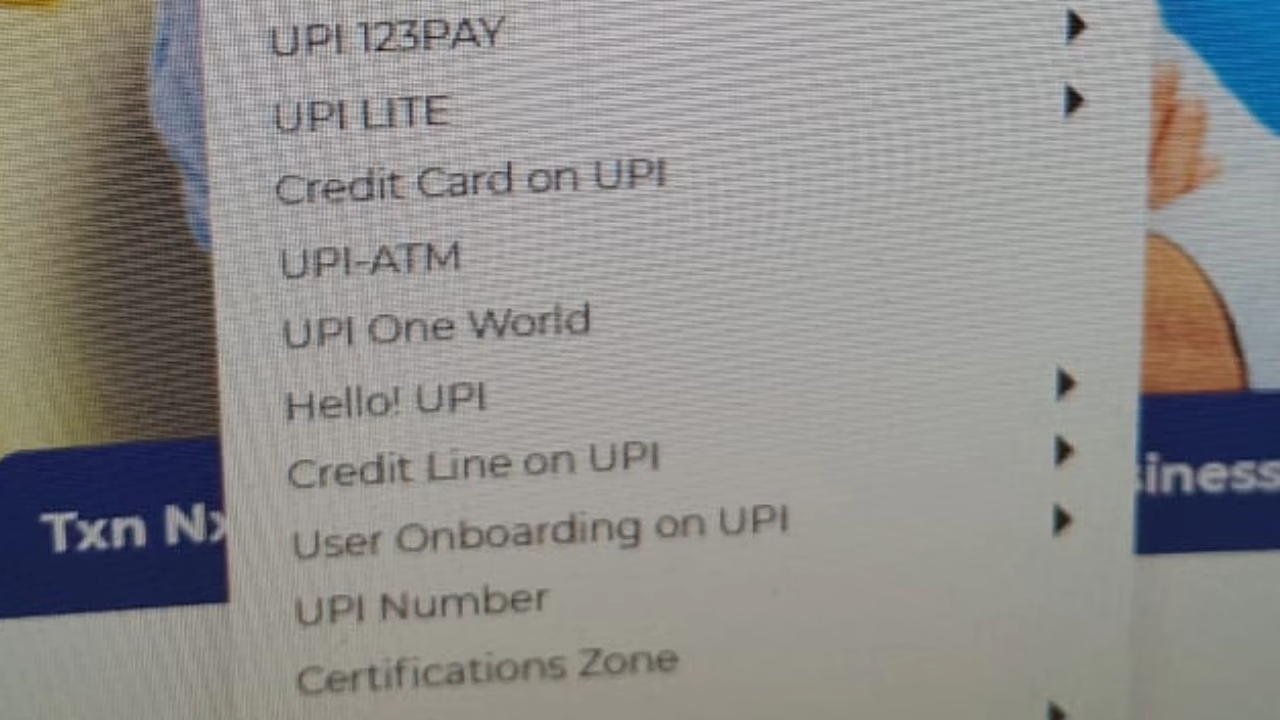 UPI 123PAY
UPI LITE
Credit Card on UPI
UPI-ATM
UPI One World
Hello! UPI
Credit Line on UPI
User Onboarding on UPI
UPI Number
Certifications Zone
Txn